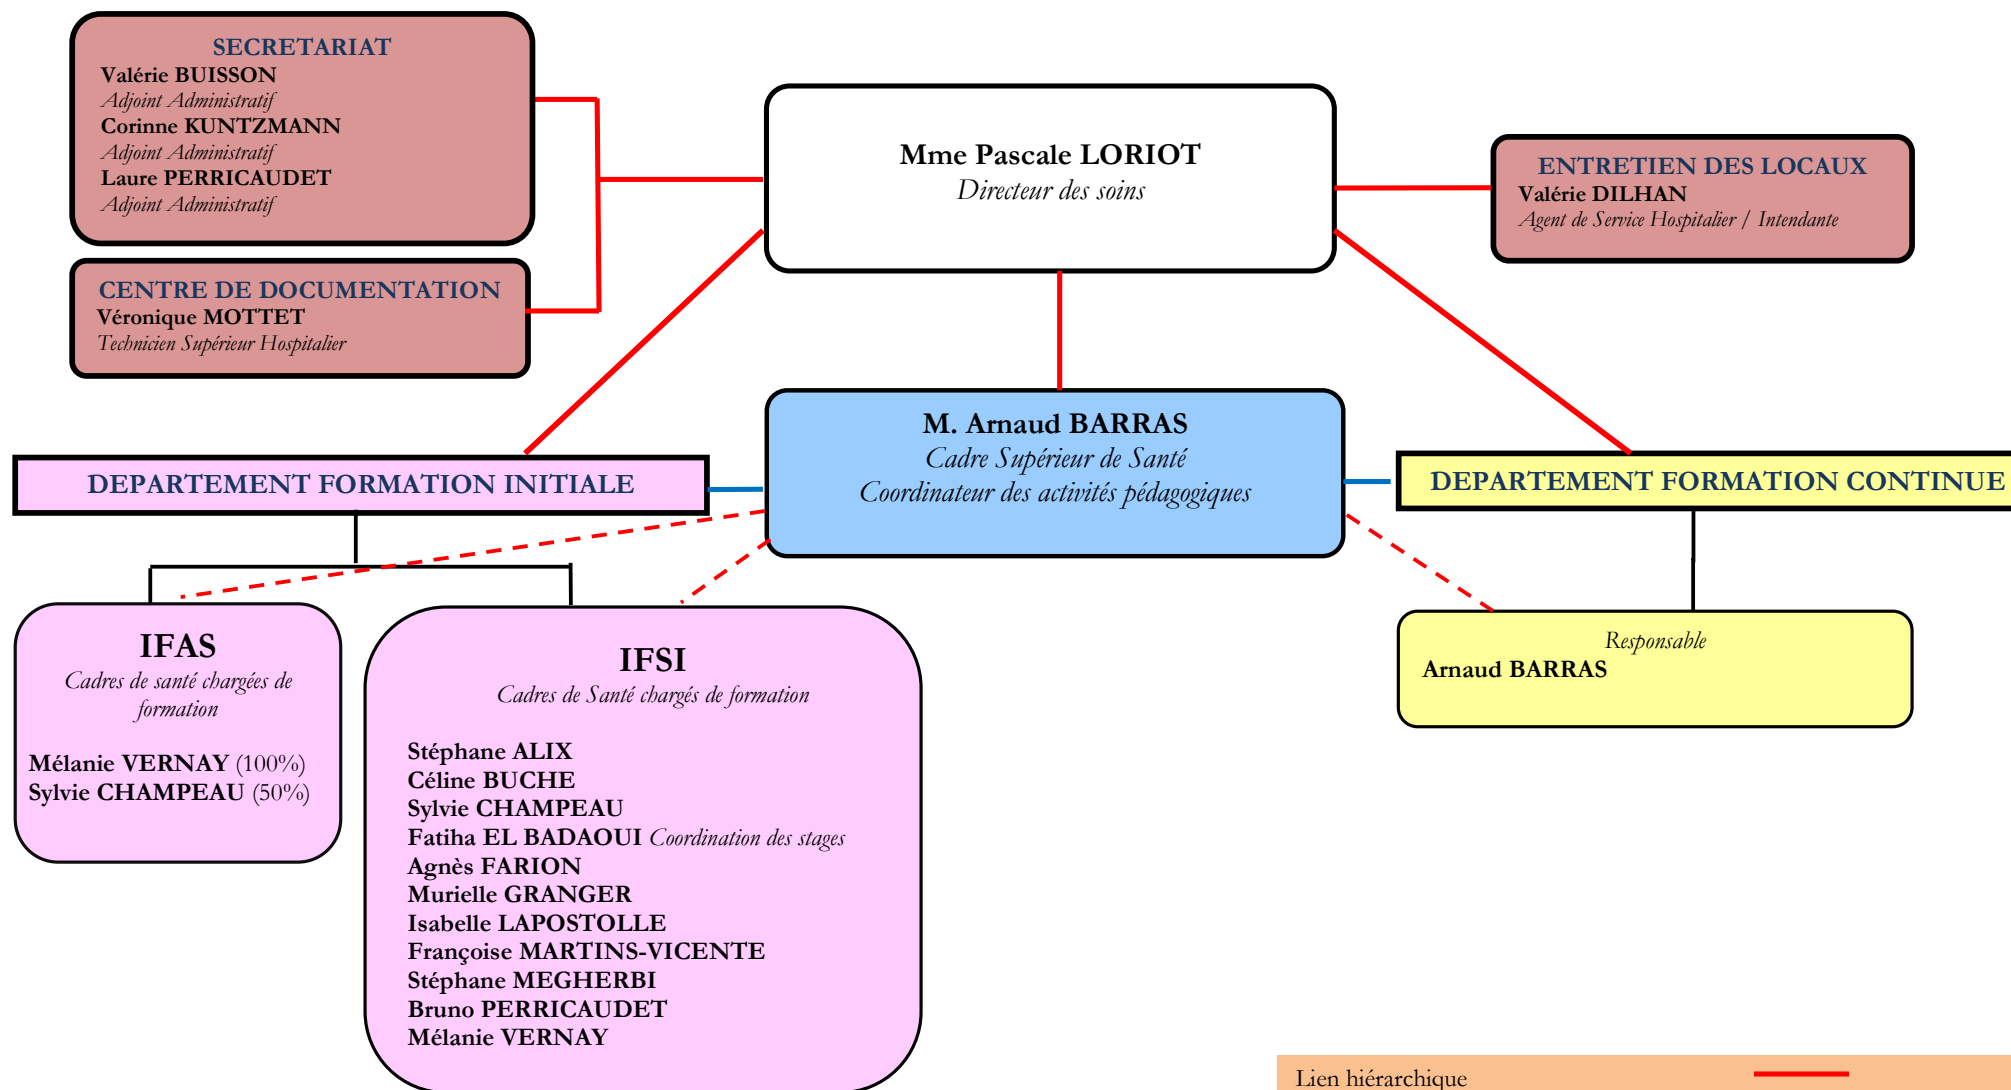 SECRETARIAT
Valérie BUISSON
Adjoint Administratif
Corinne KUNTZMANN
Adjoint Administratif
Laure PERRICAUDET
Adjoint Administratif
CENTRE DE DOCUMENTATION
Véronique MOTTET
Technicien Supérieur Hospitalier
Mme Pascale LORIOT
Directeur des soins
ENTRETIEN DES LOCAUX
Valérie DILHAN
Agent de Service Hospitalier / Intendante
M. Arnaud BARRAS
Cadre Supérieur de Santé
Coordinateur des activités pédagogiques
DEPARTEMENT FORMATION INITIALE
DEPARTEMENT FORMATION CONTINUE
IFAS
Cadres de santé chargées de
formation
Mélanie VERNAY (100%)
Sylvie CHAMPEAU (50%)
IFSI
Cadres de Santé chargés de formation
Stéphane ALIX
Céline BUCHE
Sylvie CHAMPEAU
Fatiha EL BADAOUI Coordination des stages
Agnès FARION
Murielle GRANGER
Isabelle LAPOSTOLLE
Françoise MARTINS-VICENTE
Stéphane MEGHERBI
Bruno PERRICAUDET
Mélanie VERNAY
Responsable
Arnaud BARRAS
Lien hiérarchique